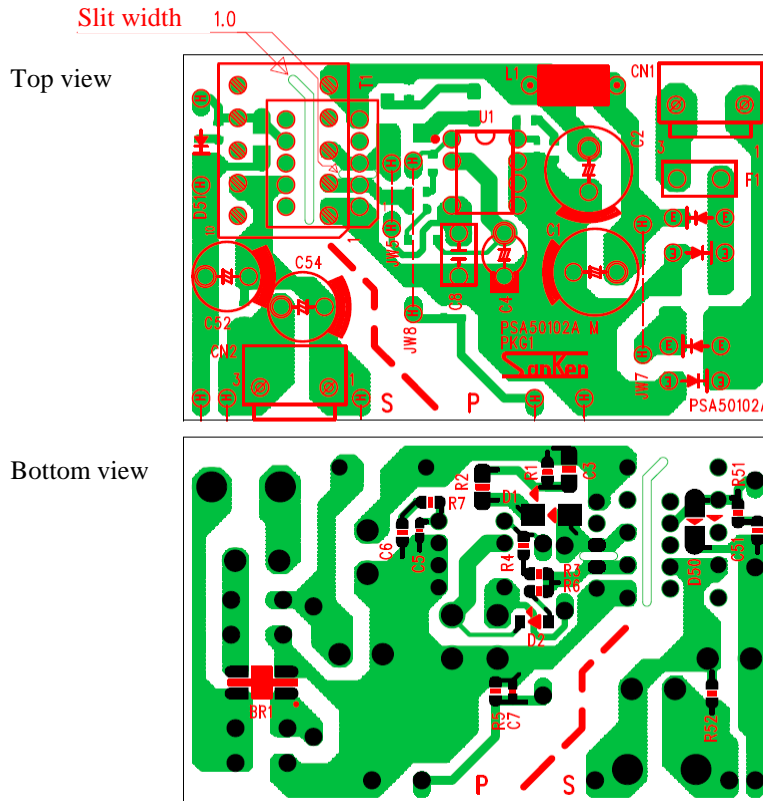 Slit width 1.0
Top view
T1
L1
CN1
U1
C2
3
1
F1
D51
E
E
12
1
JW5
C1
C54
C52
C8
C4
JW8
PSA50102A M
PKG1
SanKen
CN2
3
1
JW7
E
E
S P
PSA50102A
H
H
H
H
H
H
H
H
H
H
E
E
E
E
Bottom view
R2
R1
C3
D1
R7
C6
C5
R4
R3
R6
D2
R51
C51
D50
BR1
R5
C7
R52
P S